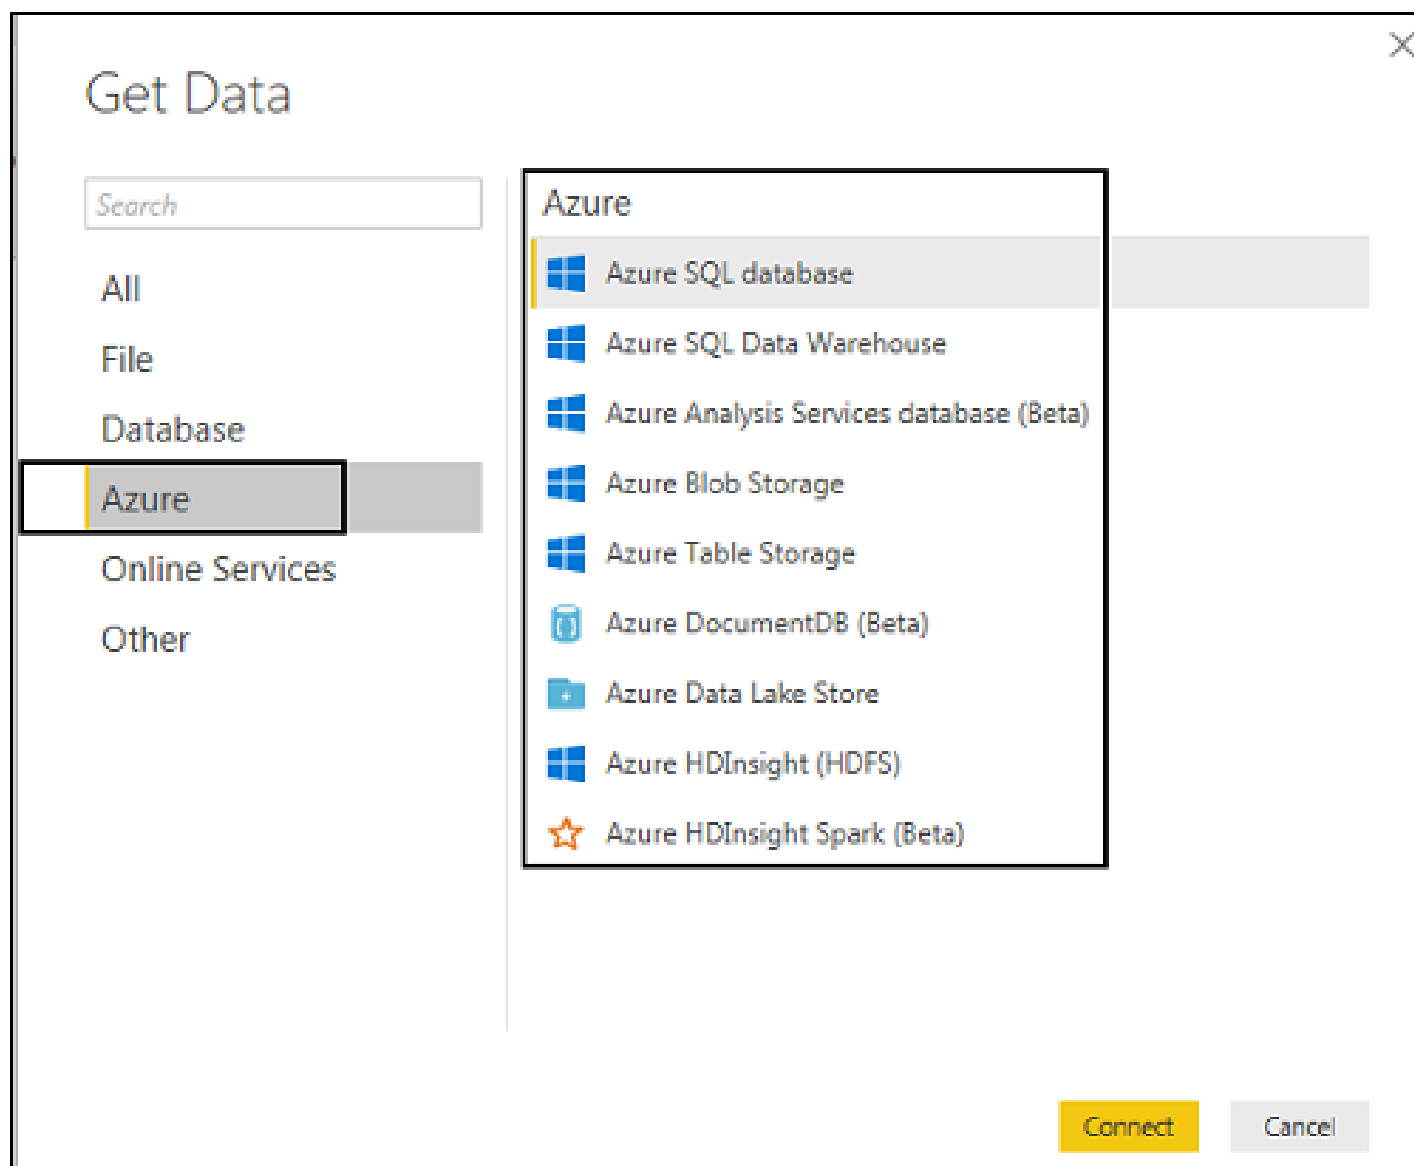 Get Data
Search
All
File
Database
Azure
Online Services
Other
Azure
Azure SQL database
Azure SQL Data Warehouse
Azure Analysis Services database (Beta)
Azure Blob Storage
Azure Table Storage
Azure DocumentDB (Beta)
Azure Data Lake Store
Azure HDInsight (HDFS)
Azure HDInsight Spark (Beta)
Connect
Cancel